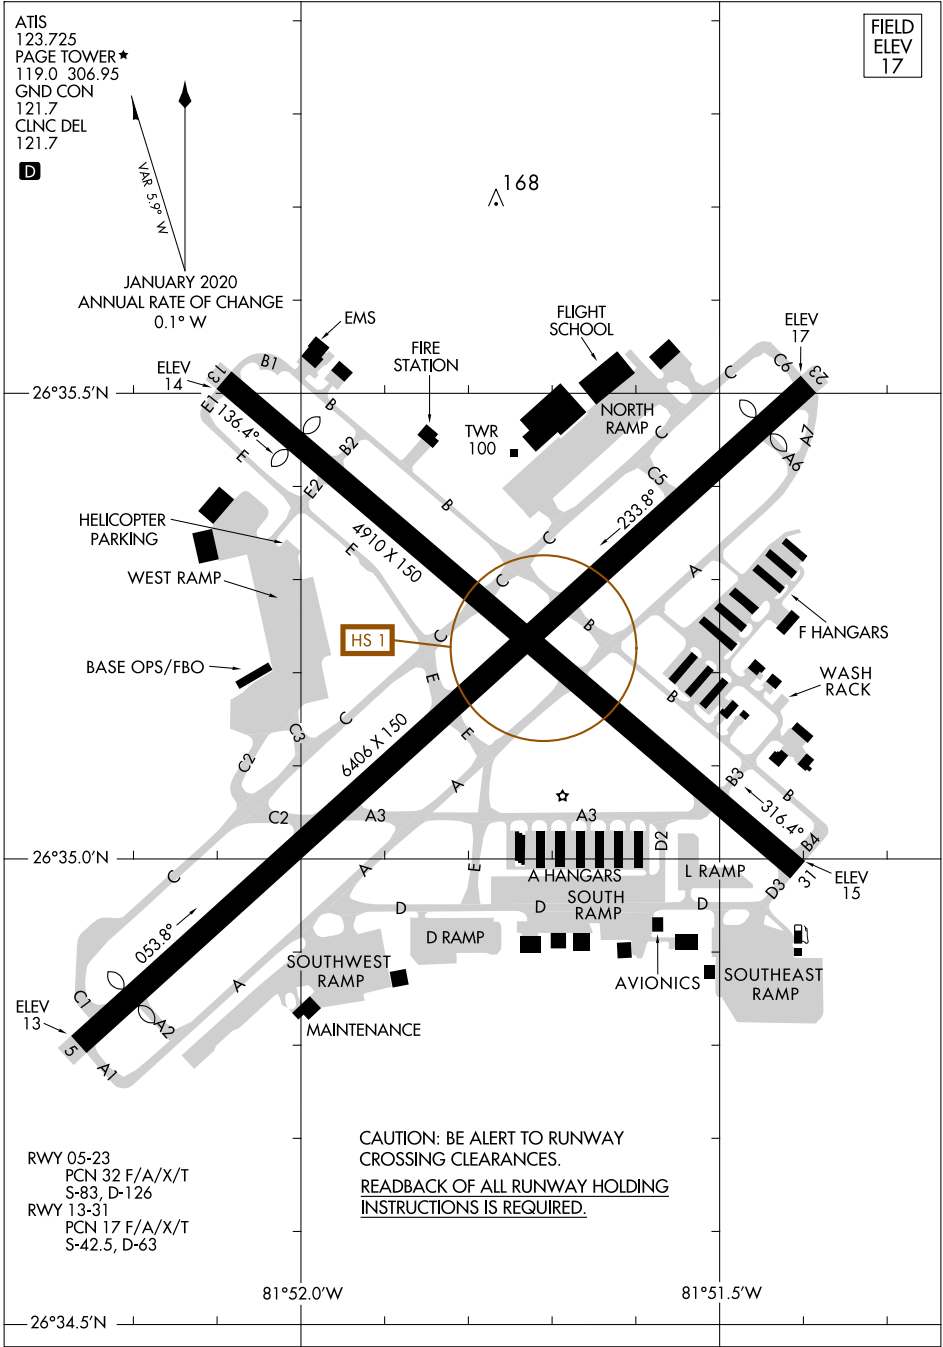 ATIS
123.725
PAGE TOWER★
119.0 306.95
GND CON
121.7
CLNC DEL
121.7
D
FIELD
ELEV
17
VAR 5.9° W
JANUARY 2020
ANNUAL RATE OF CHANGE
0.1° W
168
EMS
FIRE
STATION
FLIGHT
SCHOOL
ELEV
17
ELEV
14
26°35.5'N
13
B1
E1
136.4°
B
B2
E
E2
TWR
100
NORTH
RAMP
C
C6
23
A7
A6
C
C5
233.8°
B
C
4910 X 150
E
HELICOPTER
PARKING
WEST RAMP
BASE OPS/FBO
HS 1
C
C
A
B
F HANGARS
WASH
RACK
B
E
E
C
C3
C2
6406 X 150
A
B3
316.4°
B
B4
C2
A3
A3
D2
26°35.0'N
A
E
A HANGARS
L RAMP
D3
31
ELEV
15
C
SOUTH
RAMP
D
D
D
053.8°
D RAMP
SOUTHWEST
RAMP
A
AVIONICS
SOUTHEAST
RAMP
C1
A2
ELEV
13
5
A1
MAINTENANCE
RWY 05-23
PCN 32 F/A/X/T
S-83, D-126
RWY 13-31
PCN 17 F/A/X/T
S-42.5, D-63
CAUTION: BE ALERT TO RUNWAY
CROSSING CLEARANCES.
READBACK OF ALL RUNWAY HOLDING
INSTRUCTIONS IS REQUIRED.
81°52.0'W
81°51.5'W
26°34.5'N